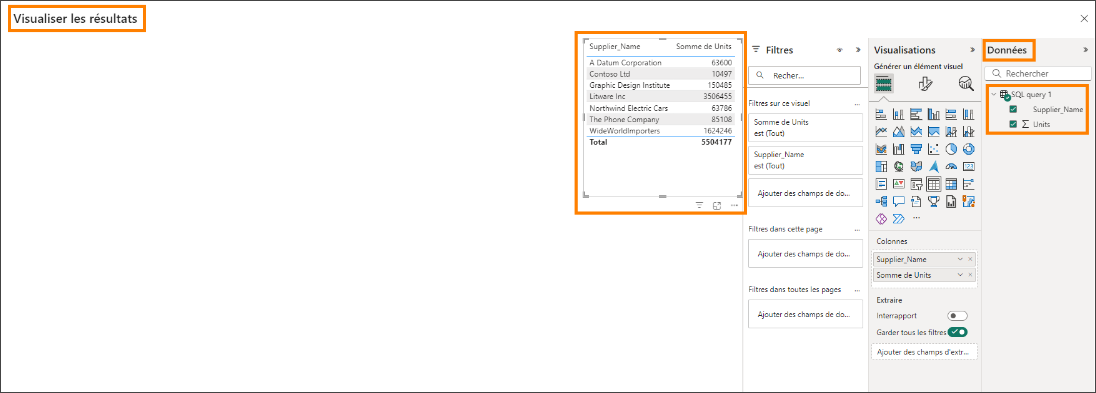 Visualiser les résultats
Supplier_Name Somme de Units
A Datum Corporation 63600
Contoso Ltd 10497
Graphic Design Institute 150485
Litware Inc 3506455
Northwind Electric Cars 63786
The Phone Company 85108
WideWorldImporters 1624246
Total 5504177
Filtres
Recher...
Filtres sur ce visuel
Somme de Units
est (Tout)
Supplier_Name
est (Tout)
Ajouter des champs de do...
Filtres dans cette page
Ajouter des champs de do...
Filtres dans toutes les pages
Ajouter des champs de do...
Visualisations
Générer un élément visuel
123
Colonnes
Supplier_Name
Somme de Units
Extraire
Interrapport
Garder tous les filtres
Ajouter des champs d'extr...
Données
Rechercher
SQL query 1
Supplier_Name
Units